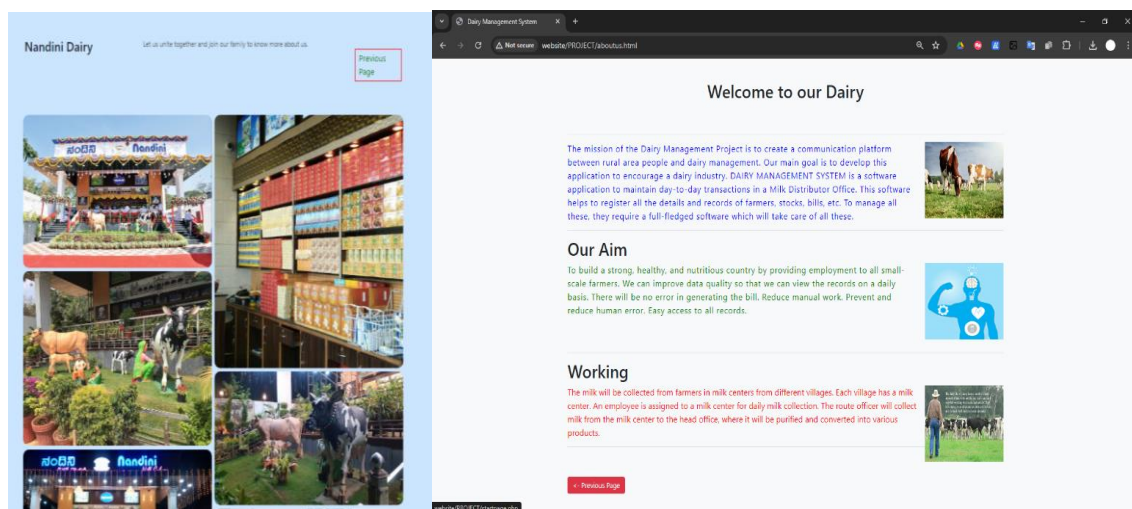 Nandini Dairy
Let us unite together and join our family to know more about us.
Previous
Page
ನಂದಿನಿ Nandini
ನಂದಿನಿ Nandini
Dairy Management System
Not secure website/PROJECT/aboutus.html
Welcome to our Dairy
The mission of the Dairy Management Project is to create a communication platform
between rural area people and dairy management. Our main goal is to develop this
application to encourage a dairy industry. DAIRY MANAGEMENT SYSTEM is a software
application to maintain day-to-day transactions in a Milk Distributor Office. This software
helps to register all the details and records of farmers, stocks, bills, etc. To manage all
these, they require a full-fledged software which will take care of all these.
Our Aim
To build a strong, healthy, and nutritious country by providing employment to all small-
scale farmers. We can improve data quality so that we can view the records on a daily
basis. There will be no error in generating the bill. Reduce manual work. Prevent and
reduce human error. Easy access to all records.
Working
The milk will be collected from farmers in milk centers from different villages. Each village has a milk
center. An employee is assigned to a milk center for daily milk collection. The route officer will collect
milk from the milk center to the head office, where it will be purified and converted into various
products.
<- Previous Page
website/PROJECT/startpage.php